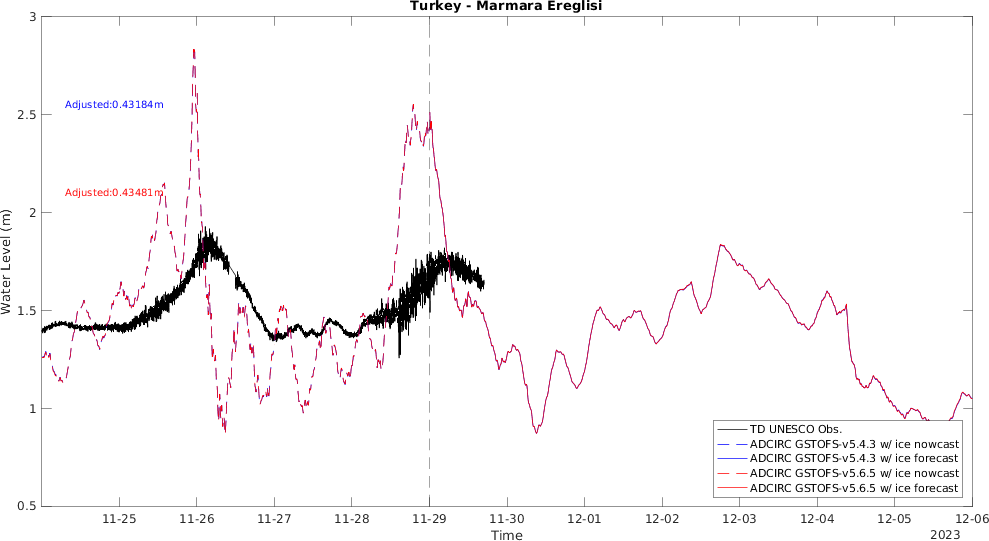 Turkey - Marmara Ereglisi
3
2.5
2
1.5
1
0.5
Water Level (m)
Adjusted:0.43184m
Adjusted:0.43481m
TD UNESCO Obs.
ADCIRC GSTOFS-v5.4.3 w/ ice nowcast
ADCIRC GSTOFS-v5.4.3 w/ ice forecast
ADCIRC GSTOFS-v5.6.5 w/ ice nowcast
ADCIRC GSTOFS-v5.6.5 w/ ice forecast
11-25 11-26 11-27 11-28 11-29 11-30 12-01 12-02 12-03 12-04 12-05 12-06
Time
2023